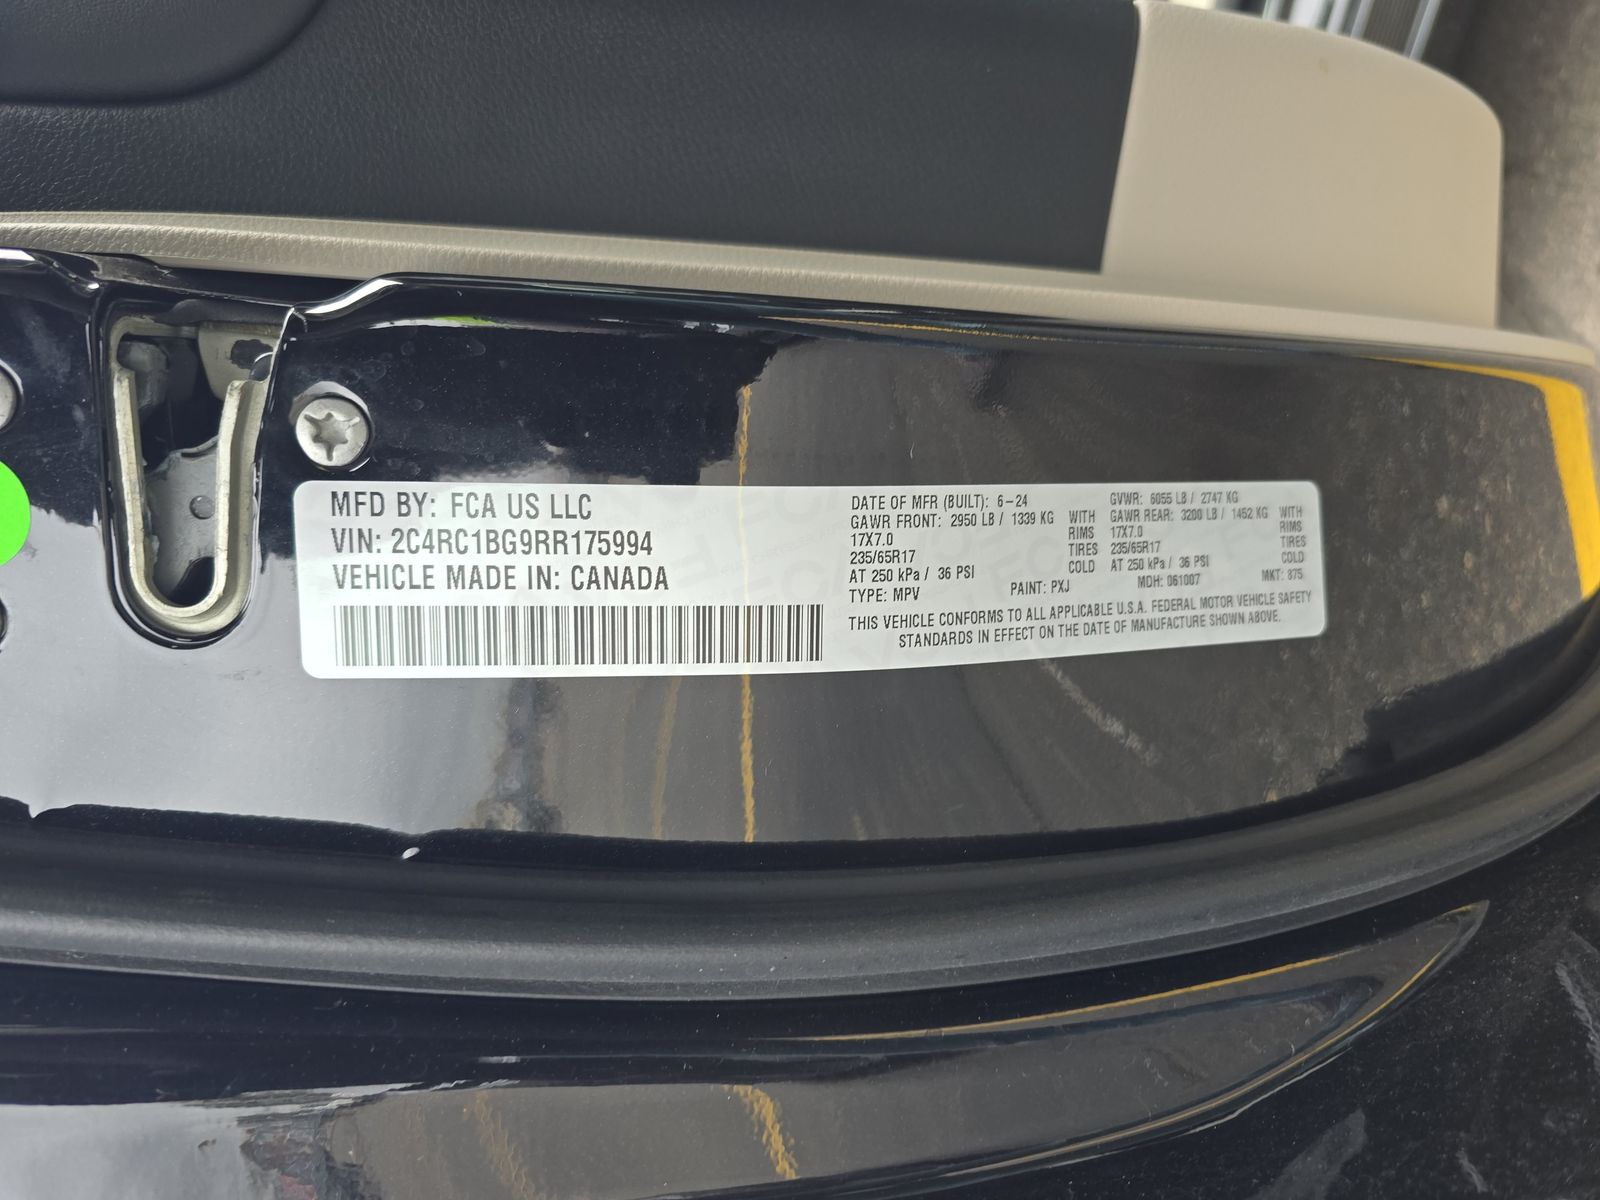 MFD BY: FCA US LLC
VIN: 2C4RC1BG9RR175994
VEHICLE MADE IN: CANADA
DATE OF MFR (BUILT): 6-24
GVWR: 6055 LB / 2747 KG
GAWR FRONT: 2950 LB / 1339 KG WITH
GAWR REAR: 3200 LB / 1452 KG WITH
17X7.0 RIMS
17X7.0 RIMS
235/65R17 TIRES
235/65R17 TIRES
AT 250 kPa / 36 PSI COLD
AT 250 kPa / 36 PSI COLD
TYPE: MPV PAINT: PXJ MDH: 061007 MKT: 875
THIS VEHICLE CONFORMS TO ALL APPLICABLE U.S.A. FEDERAL MOTOR VEHICLE SAFETY
STANDARDS IN EFFECT ON THE DATE OF MANUFACTURE SHOWN ABOVE.